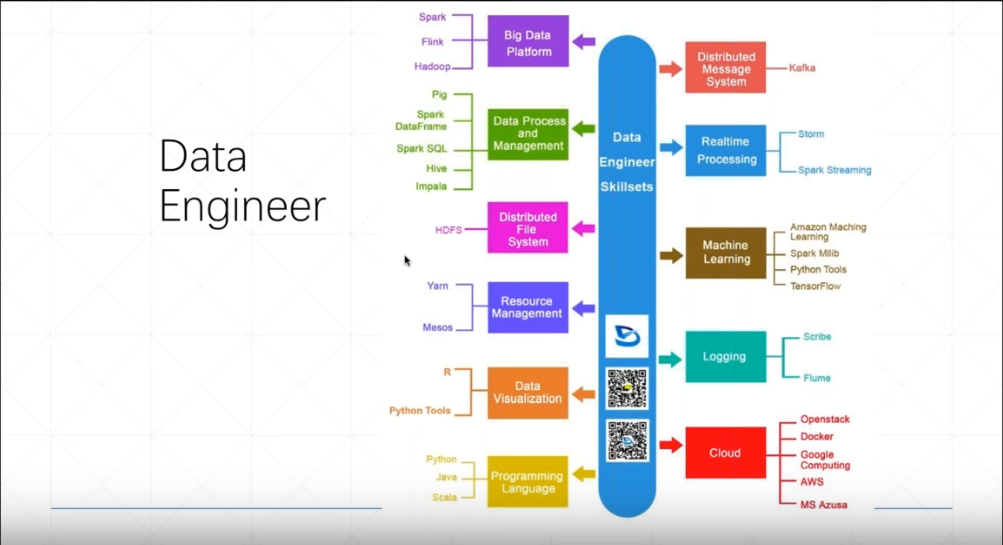 Data
Engineer
Spark
Flink
Hadoop
Big Data
Platform
Pig
Spark
DataFrame
Spark SQL
Hive
Impala
Data Process
and
Management
HDFS
Distributed
File
System
Yarn
Mesos
Resource
Management
R
Python Tools
Data
Visualization
Python
Java
Scala
Programming
Language
Data
Engineer
Skillsets
Distributed
Message
System
Kafka
Realtime
Processing
Storm
Spark Streaming
Machine
Learning
Amazon Maching
Learning
Spark Mllib
Python Tools
TensorFlow
Logging
Scribe
Flume
Cloud
Openstack
Docker
Google
Computing
AWS
MS Azusa